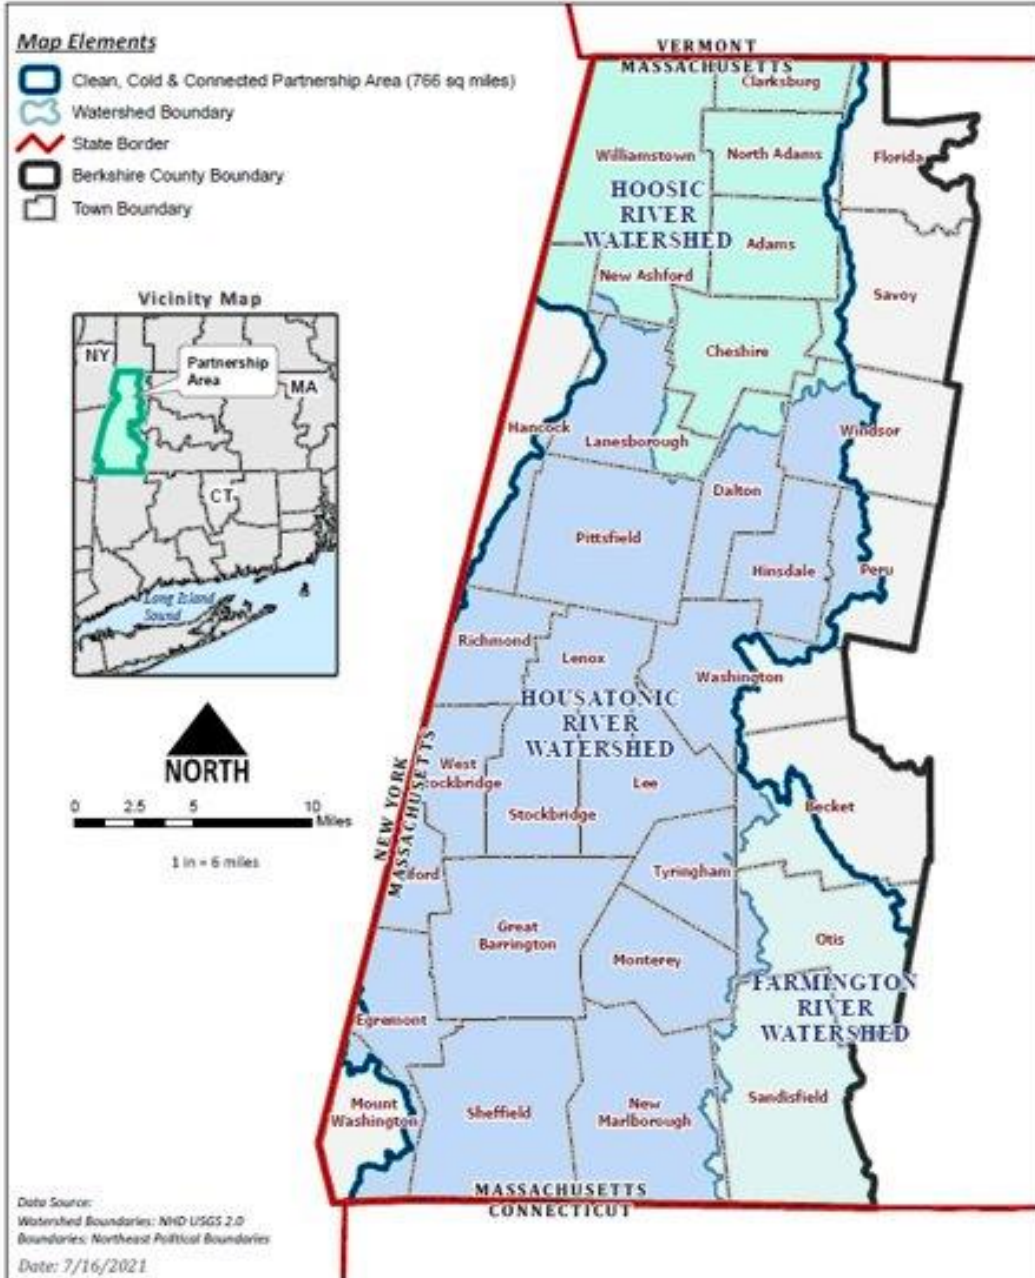 Map Elements
Clean, Cold & Connected Partnership Area (766 sq miles)
Watershed Boundary
State Border
Berkshire County Boundary
Town Boundary
VERMONT
MASSACHUSETTS
Clarksburg
Williamstown
North Adams
Florida
HOOSIC
RIVER
WATERSHED
Adams
New Ashford
Savoy
Cheshire
Hancock
Lanesborough
Windsor
Dalton
Pittsfield
Hinsdale
Peru
Richmond
Lenox
Washington
HOUSATONIC
RIVER
WATERSHED
West
ockbridge
Lee
Stockbridge
Becket
NEW YORK
MASSACHUSETTS
ford
Tyringham
Great
Barrington
Otis
Monterey
FARMINGTON
RIVER
WATERSHED
Egremont
Mount
Washington
Sheffield
New
Marlborough
Sandisfield
MASSACHUSETTS
CONNECTICUT
Vicinity Map
NY
Partnership
Area
MA
CT
Long Island
Sound
NORTH
0 2.5 5 10
Miles
1 in = 6 miles
Data Source:
Watershed Boundaries: NHD USGS 2.0
Boundaries: Northeast Political Boundaries
Date: 7/16/2021